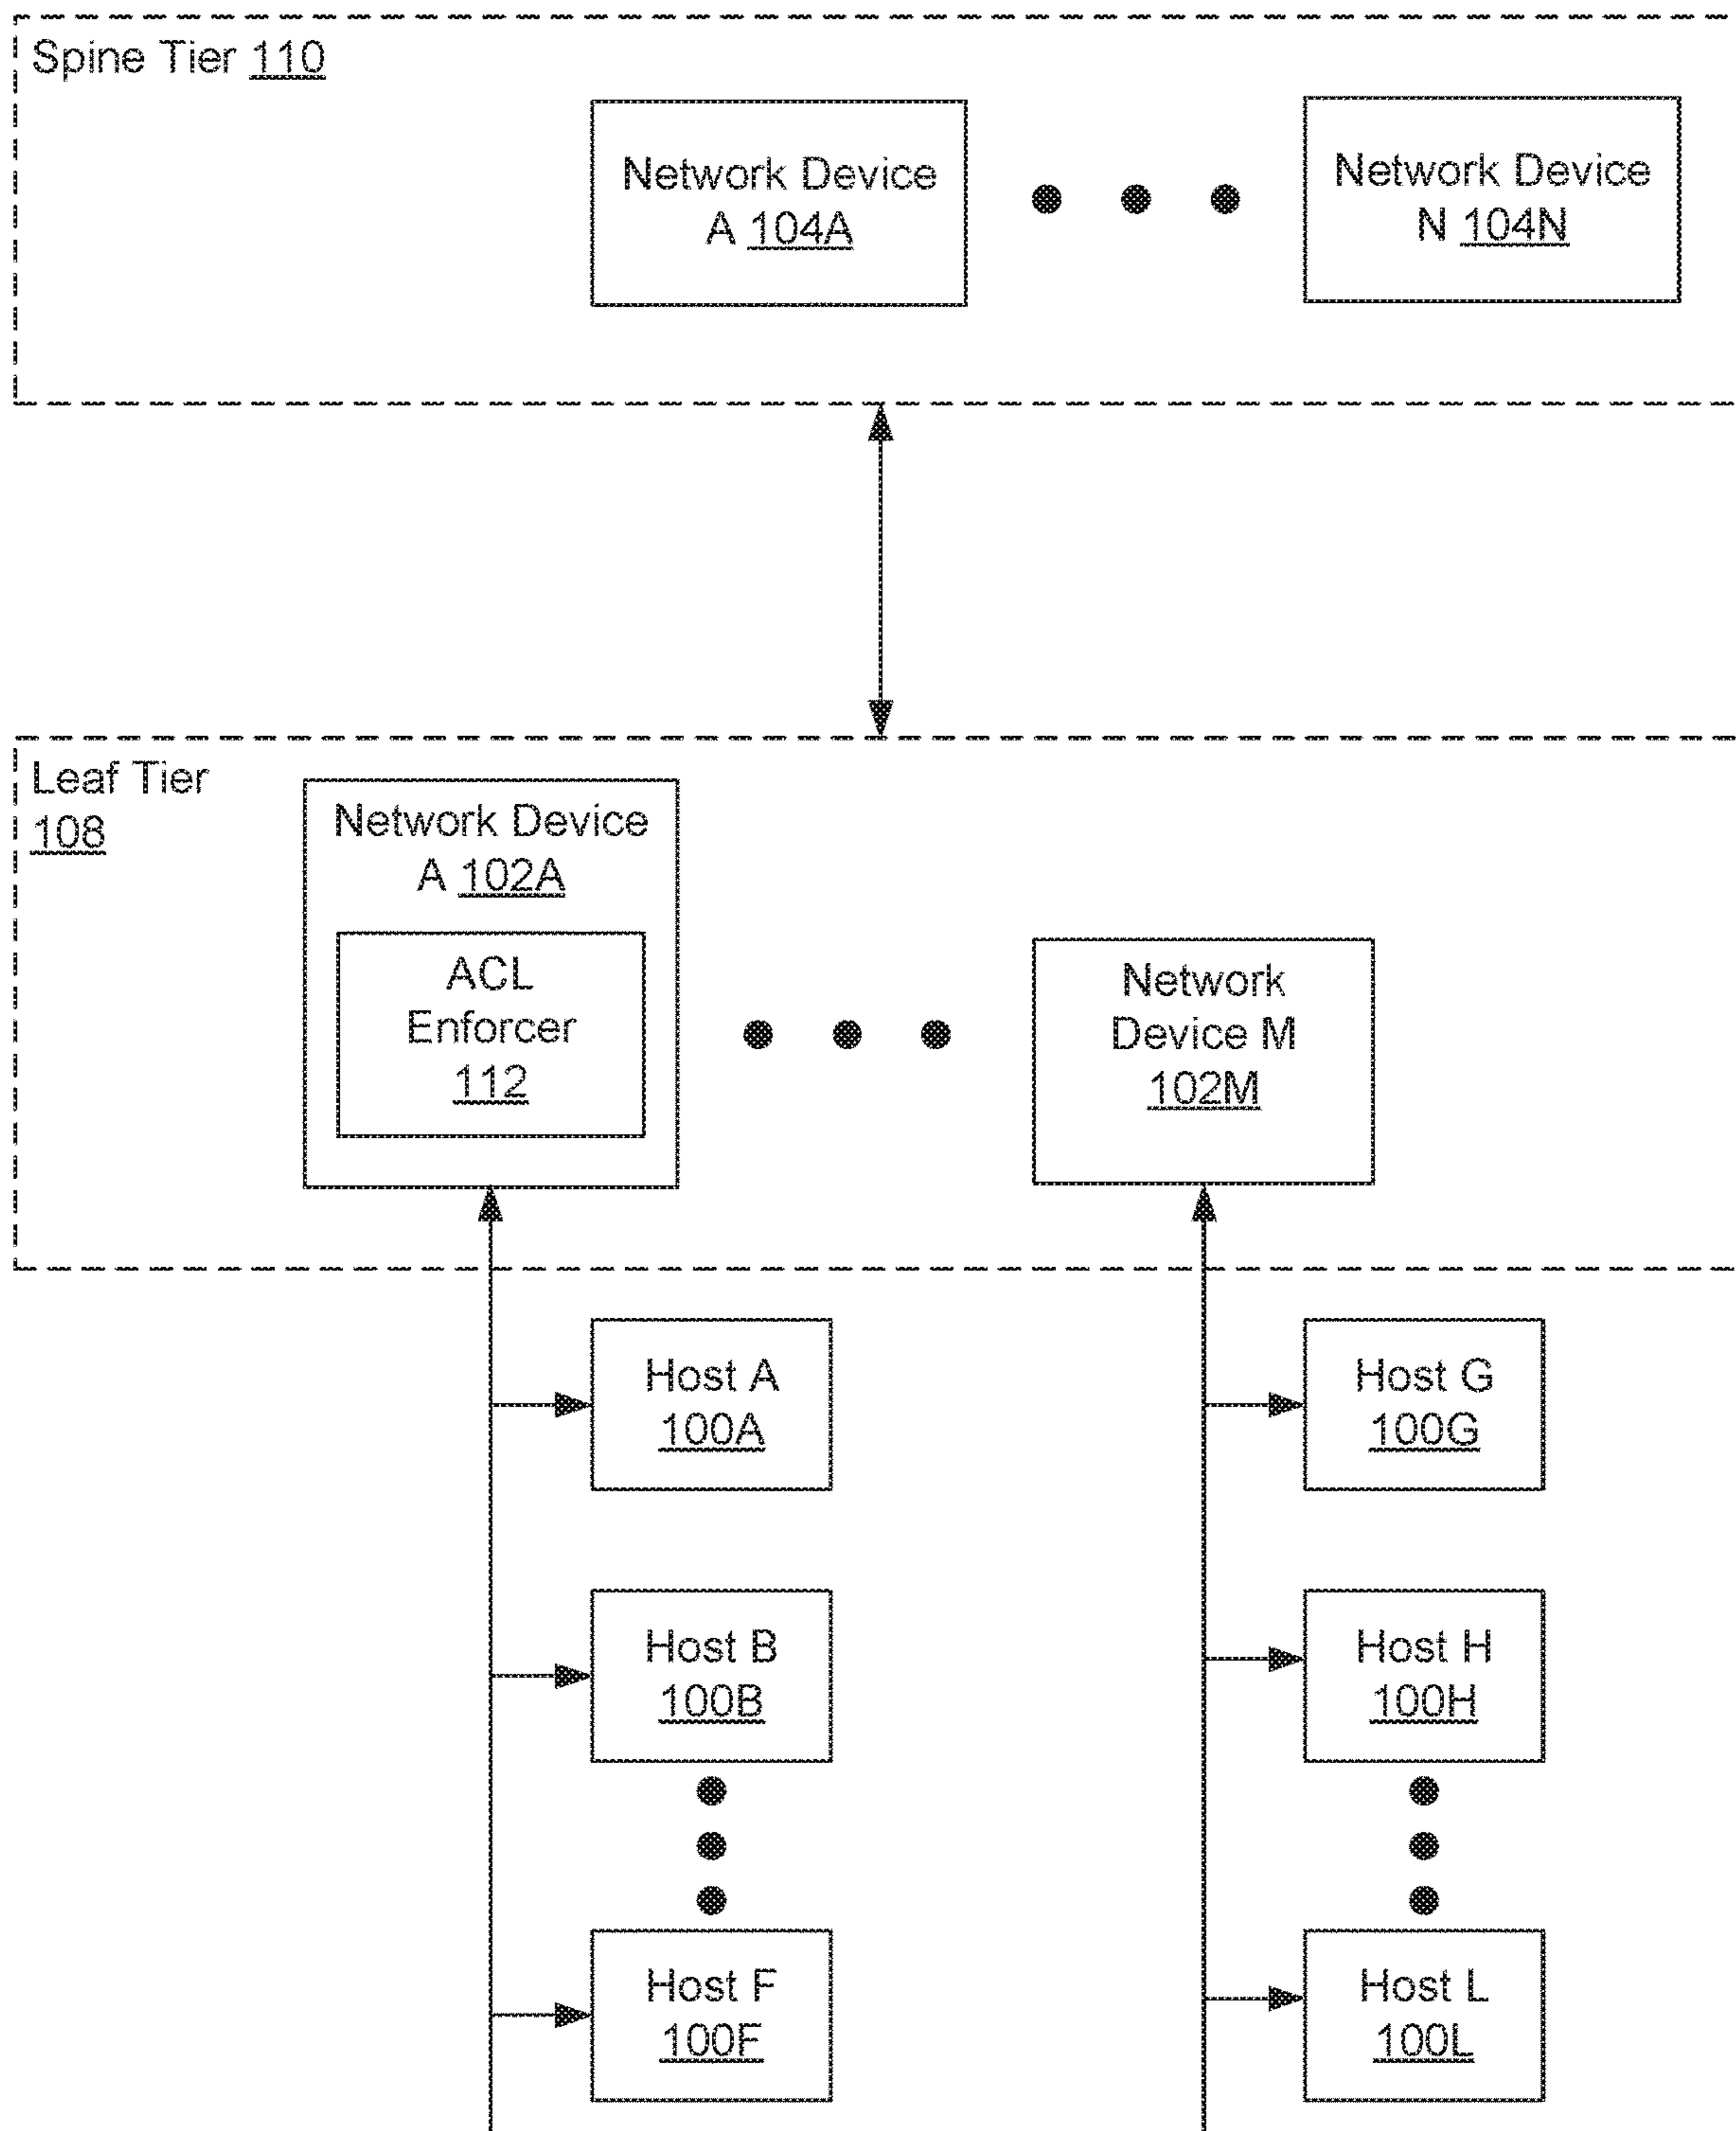 Spine Tier 110
Network Device
A 104A
Network Device
N 104N
Leaf Tier
108
Network Device
A 102A
ACL
Enforcer
112
Network
Device M
102M
Host A
100A
Host G
100G
Host B
100B
Host H
100H
Host F
100F
Host L
100L